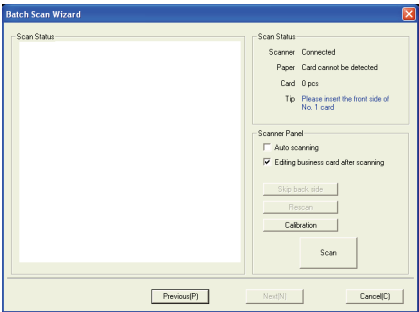 Batch Scan Wizard
Scan Status
Scan Status
Scanner Connected
Paper Card cannot be detected
Card 0 pcs
Tip Please insert the front side of
No. 1 card
Scanner Panel
Auto scanning
Editing business card after scanning
Skip back side
Rescan
Calibration
Scan
Previous(P)
Next(N)
Cancel(C)